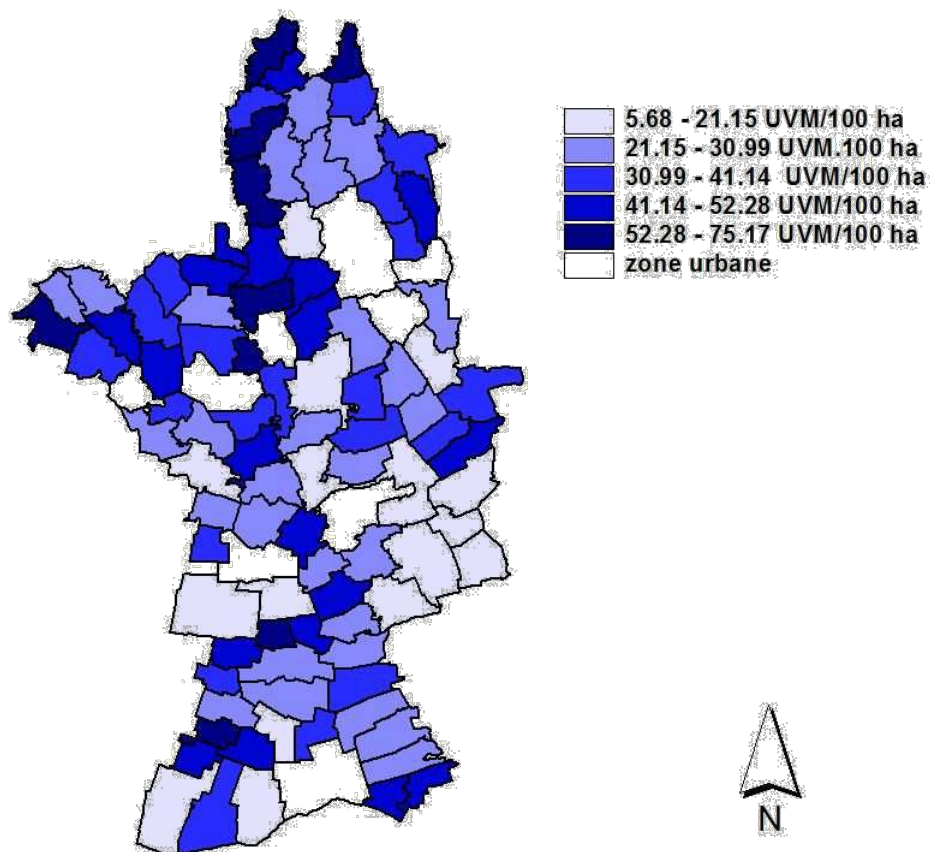 5.68 - 21.15 UVM/100 ha
21.15 - 30.99 UVM.100 ha
30.99 - 41.14 UVM/100 ha
41.14 - 52.28 UVM/100 ha
52.28 - 75.17 UVM/100 ha
zone urbane
N